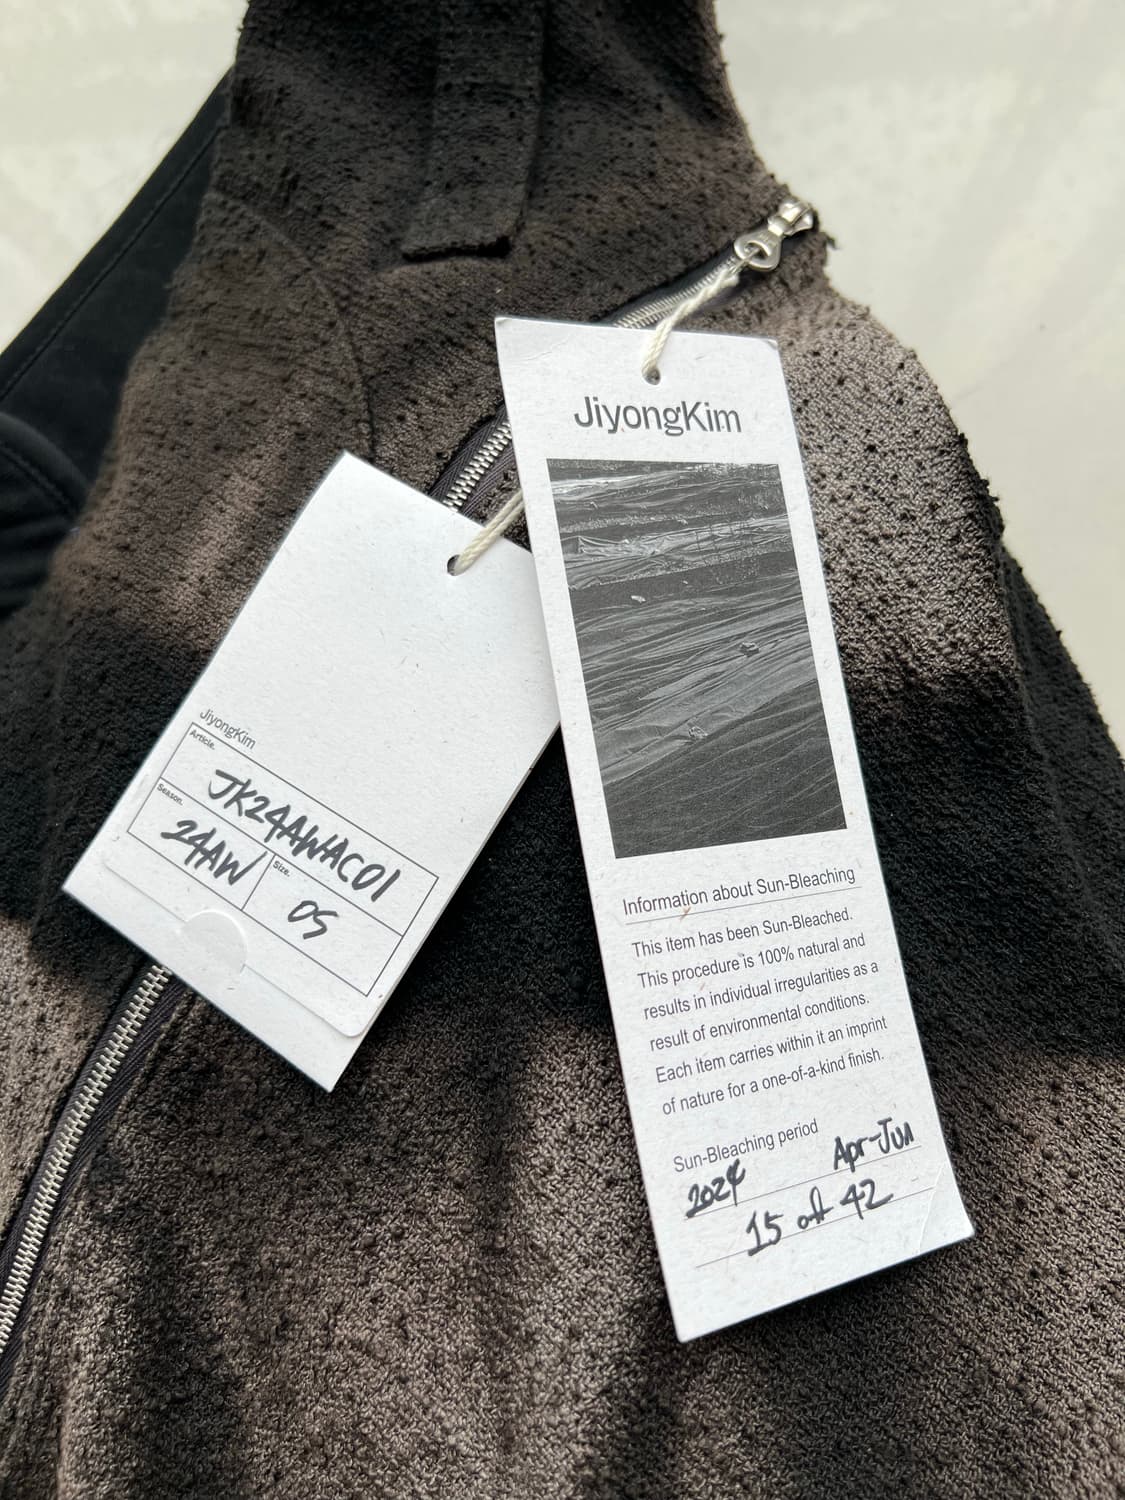 JiyongKim
Information about Sun-Bleaching
This item has been Sun-Bleached.
This procedure is 100% natural and
results in individual irregularities as a
result of environmental conditions.
Each item carries within it an imprint
of nature for a one-of-a-kind finish.
Sun-Bleaching period
2024 Apr-Jun
15 of 42
JiyongKim
Article.
JK24AWAC01
Season.
24AW
Size.
OS